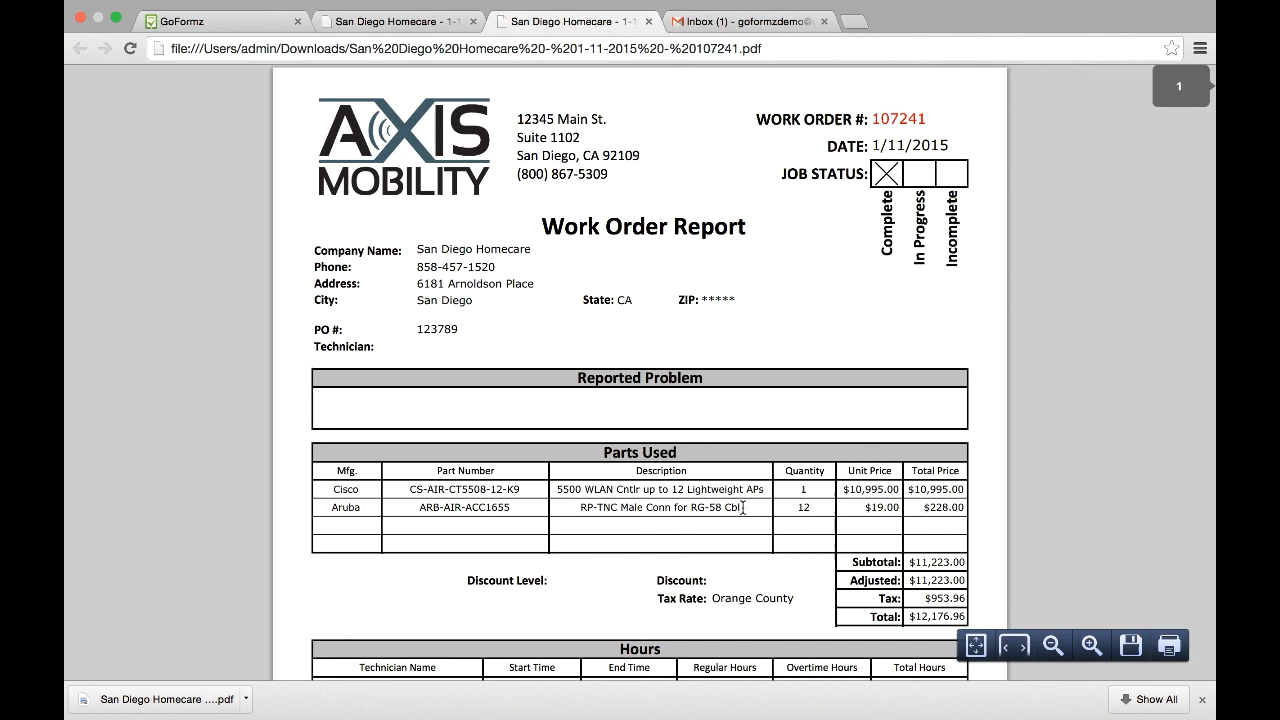 GoFormz
San Diego Homecare - 1-1
San Diego Homecare - 1-1
Inbox (1) - goformzdemo@
file:///Users/admin/Downloads/San%20Diego%20Homecare%20-%201-11-2015%20-%20107241.pdf
1
AXIS
MOBILITY
12345 Main St.
Suite 1102
San Diego, CA 92109
(800) 867-5309
WORK ORDER #: 107241
DATE: 1/11/2015
JOB STATUS:
Complete
In Progress
Incomplete
Work Order Report
Company Name: San Diego Homecare
Phone: 858-457-1520
Address: 6181 Arnoldson Place
City: San Diego State: CA ZIP: *****
PO #: 123789
Technician:
Reported Problem
Parts Used
Mfg. Part Number Description Quantity Unit Price Total Price
Cisco CS-AIR-CT5508-12-K9 5500 WLAN Cntlr up to 12 Lightweight APs 1 $10,995.00 $10,995.00
Aruba ARB-AIR-ACC1655 RP-TNC Male Conn for RG-58 Cbl 12 $19.00 $228.00
Subtotal: $11,223.00
Discount Level: Discount: Adjusted: $11,223.00
Tax Rate: Orange County Tax: $953.96
Total: $12,176.96
Hours
Technician Name Start Time End Time Regular Hours Overtime Hours Total Hours
San Diego Homecare ....pdf
Show All